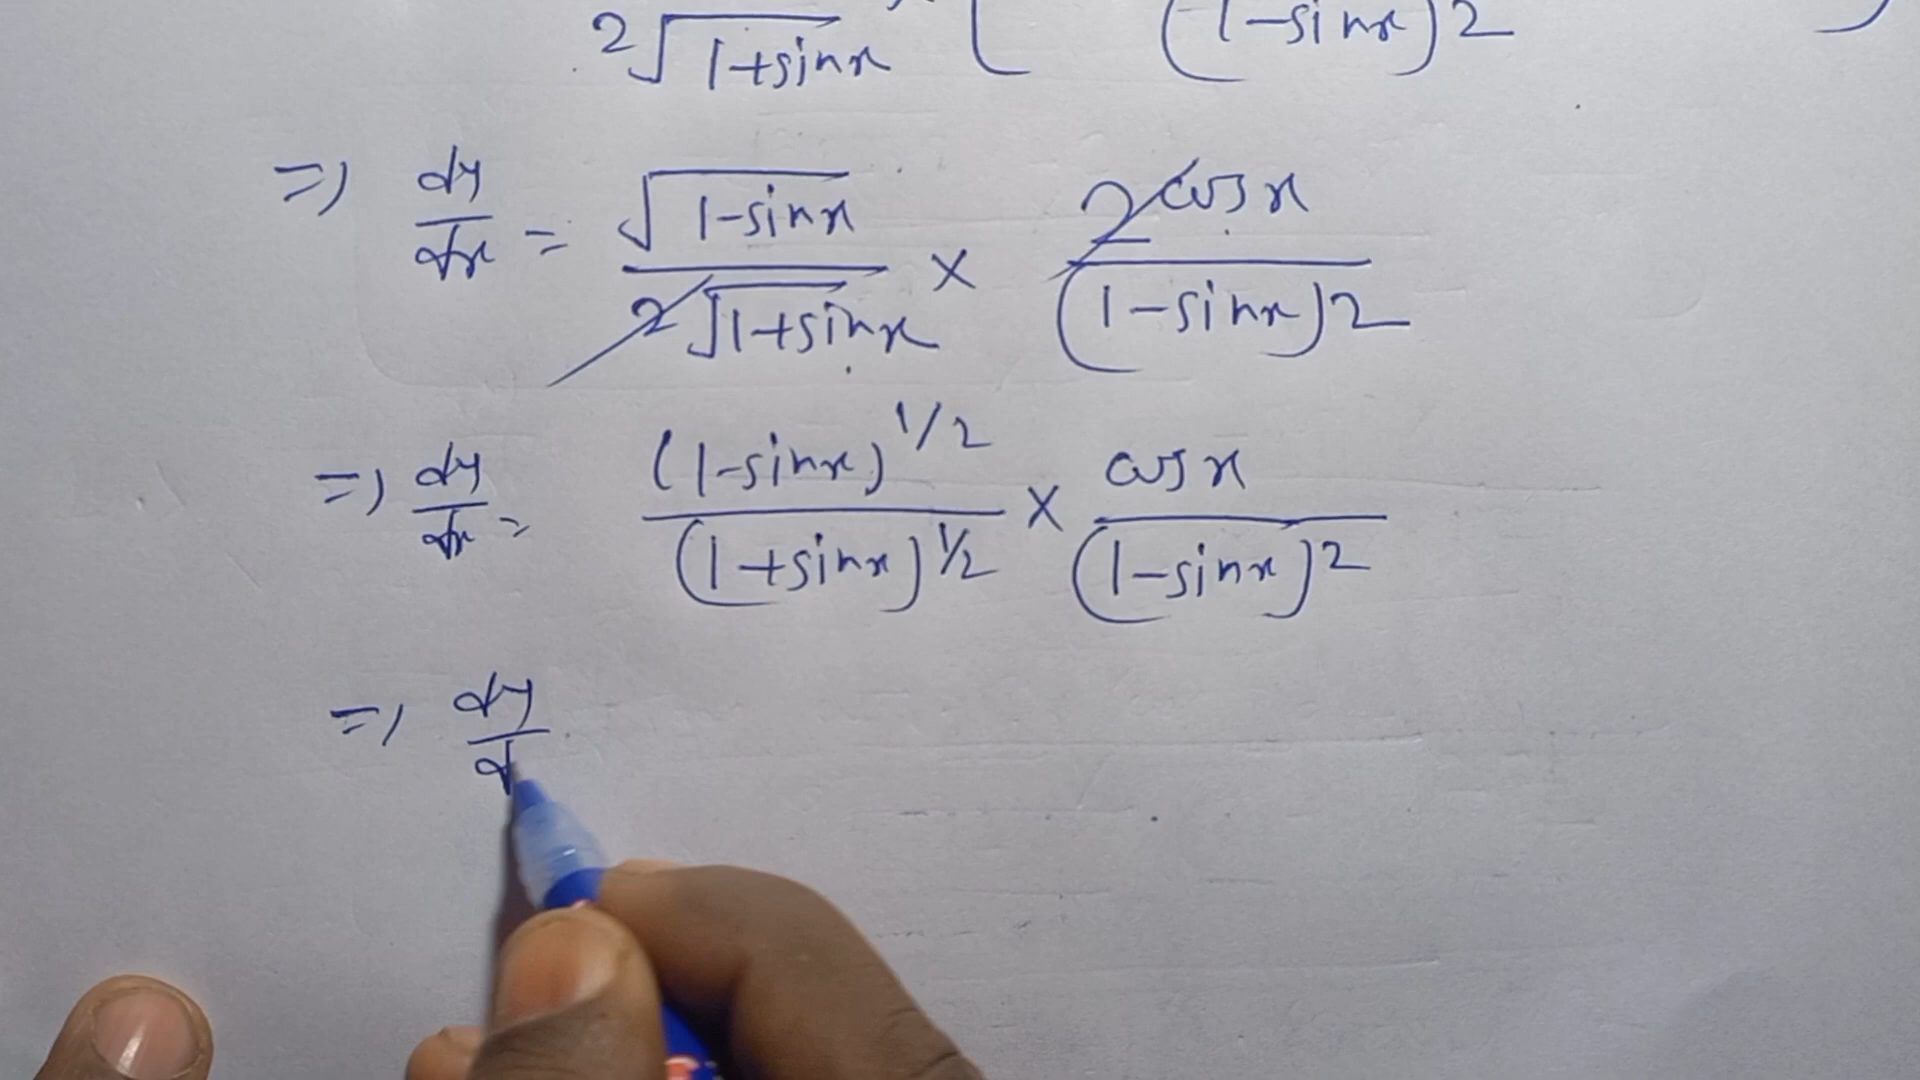 2√1+sinx × [ (1-sinx)2 ]
=) dy/dx = √1-sinx / 2√1+sinx × 2cosx / (1-sinx)2
=) dy/dx = (1-sinx)^1/2 / (1+sinx)^1/2 × cosx / (1-sinx)^2
=) dy/d